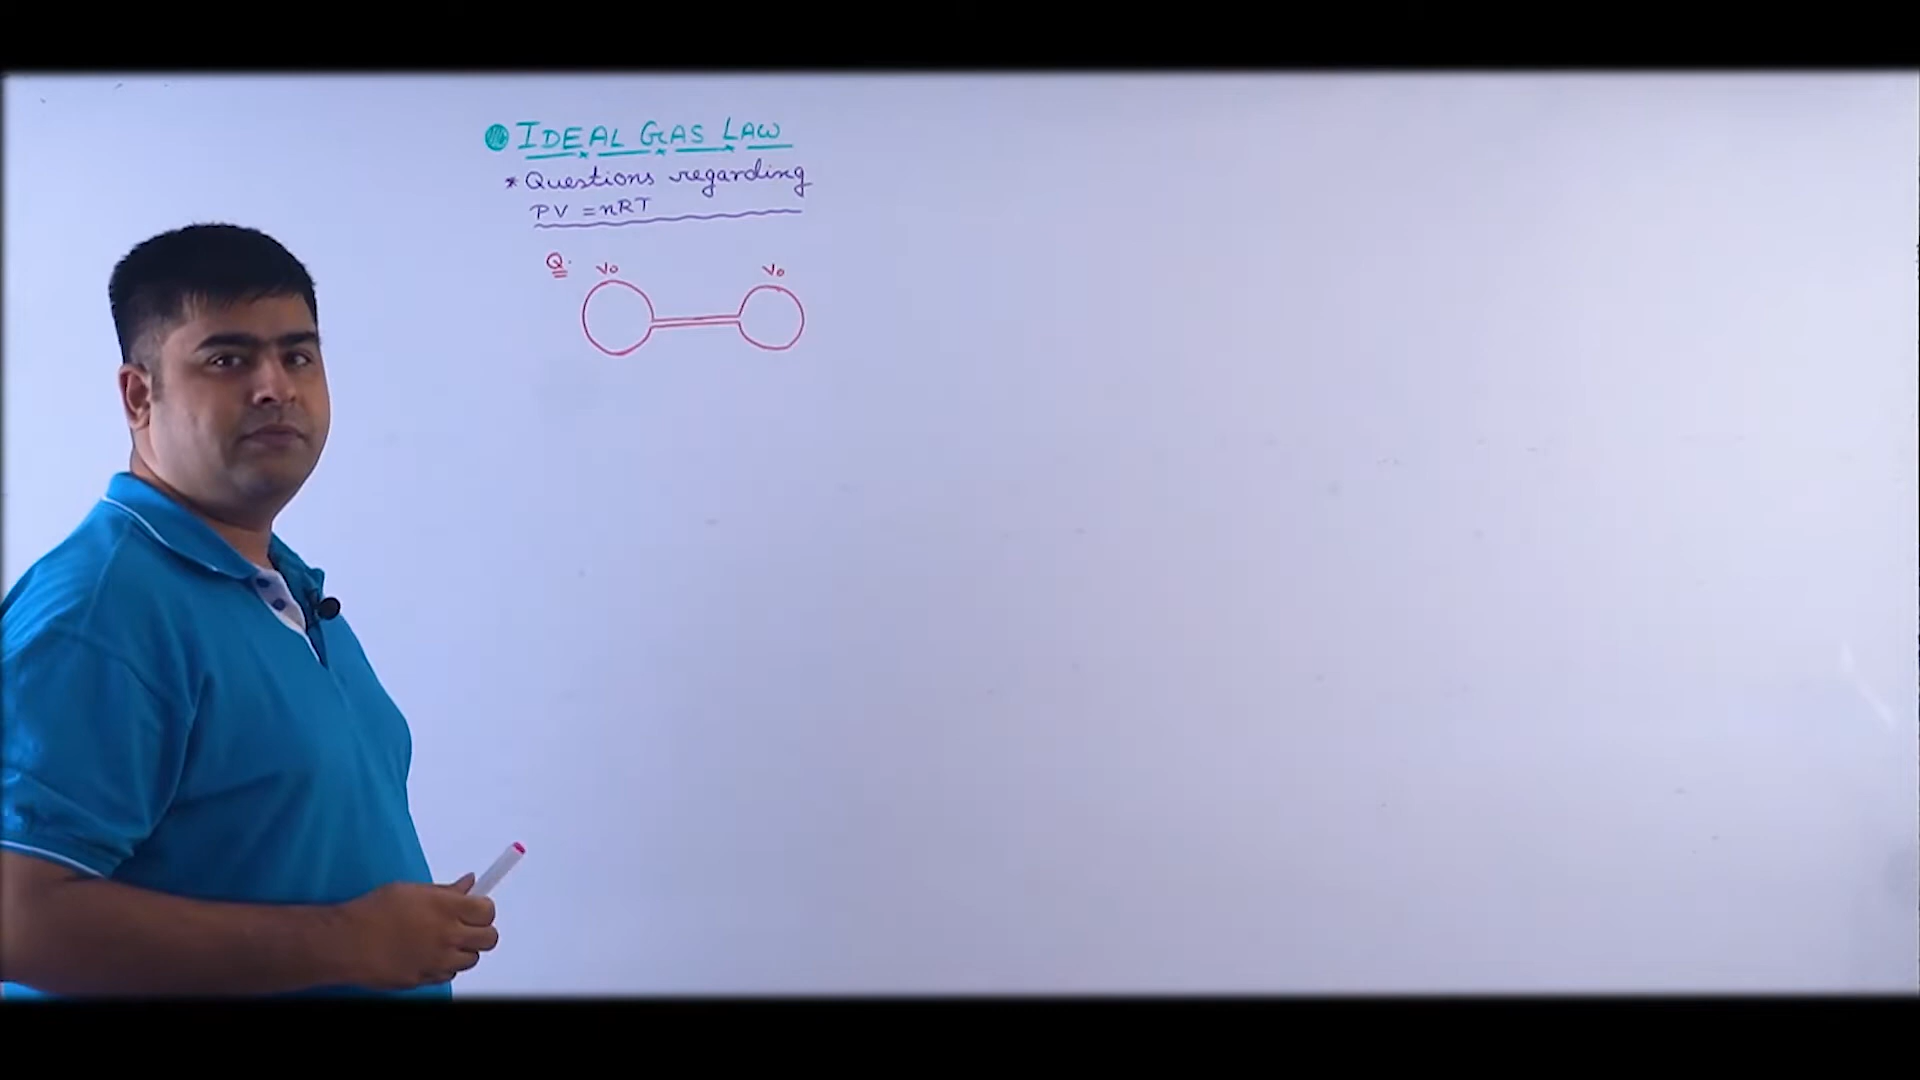 IDEAL GAS LAW
* Questions regarding
PV = nRT
Q.
V₀ V₀